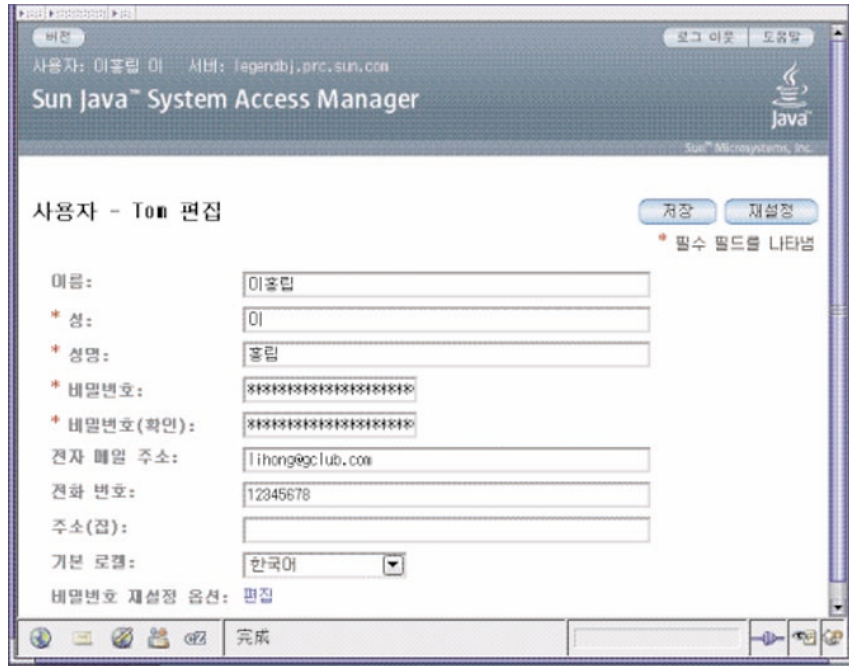 버전
로그 아웃 도움말
사용자: 이홍립 이 서버: legendbj.prc.sun.com
Sun Java™ System Access Manager
Java™
Sun™ Microsystems, Inc.
사용자 - Tom 편집
저장 재설정
* 필수 필드를 나타냄
이름: 이홍립
* 성: 이
* 성명: 홍립
* 비밀번호: *********************
* 비밀번호(확인): *********************
전자 메일 주소: lihong@gclub.com
전화 번호: 12345678
주소(집):
기본 로켈: 한국어
비밀번호 재설정 옵션: 편집
完成